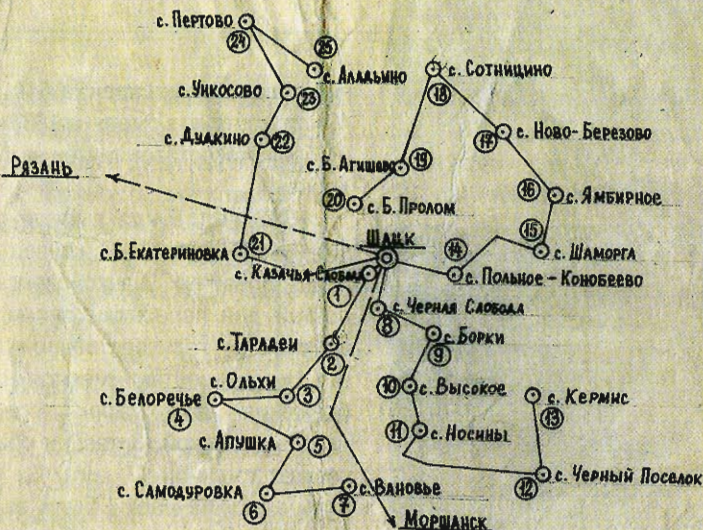 с. Пертово
24
25
с. Аладьино
с. Сотницино
18
с. Уикосово
23
с. Ново-Березово
17
с. Дудкино
22
с. Б. Агишево
19
Рязань
16
с. Ямбирное
20
с. Б. Пролом
Шацк
15
21
с. Шаморга
с. Б. Екатериновка
14
с. Казачья Слобода
с. Польное-Конобеево
1
с. Черная Слобода
8
с. Борки
с. Тарадеи
9
2
с. Ольхи
10
с. Высокое
с. Кермис
с. Белоречье
3
13
4
11
с. Носины
с. Апушка
5
с. Черный Поселок
12
с. Самодуровка
с. Вановье
6
7
Моршанск